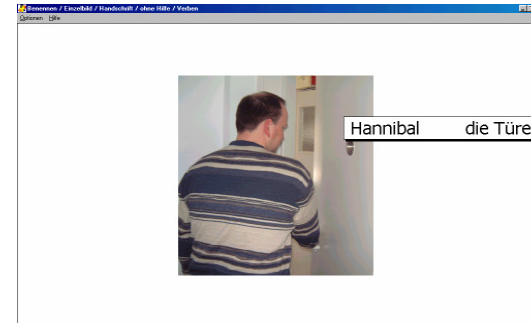 Benennen / Einzelbild / Handschrift / ohne Hilfe / Verben
Optionen Hilfe
Hannibal die Türe